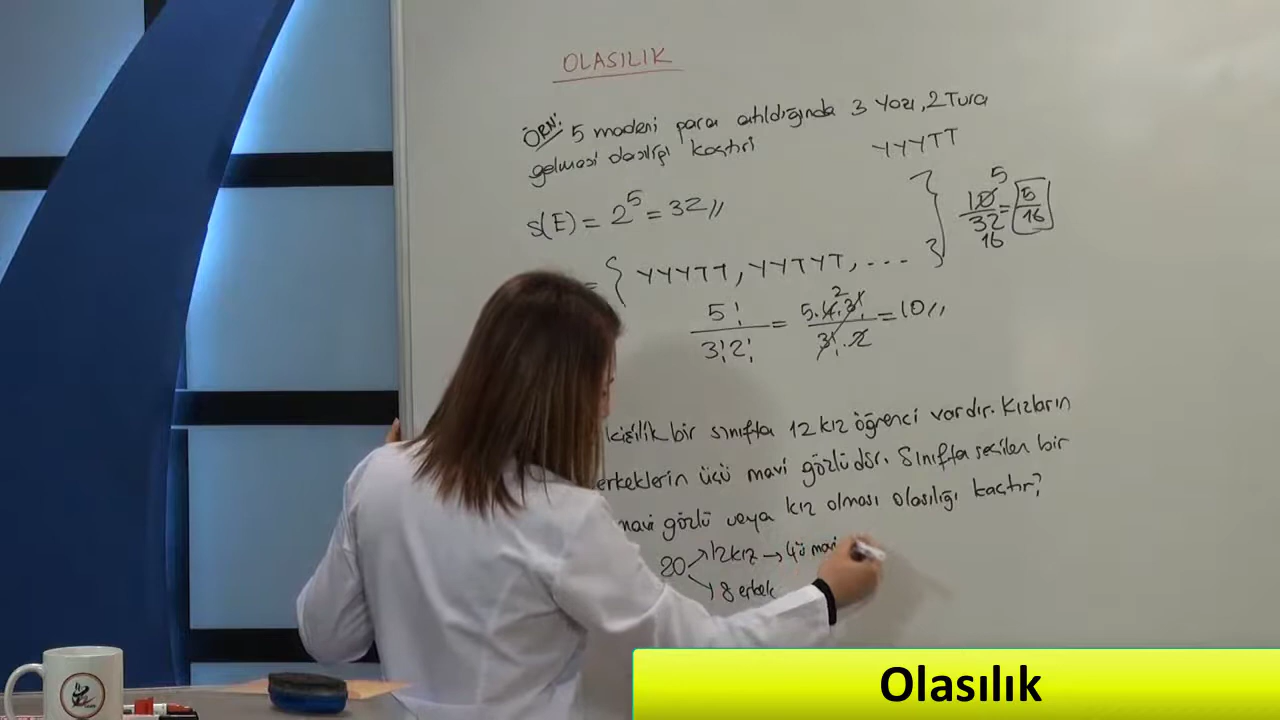 OLASILIK
ÖRN: 5 madeni para atıldığında 3 Yazı, 2 Tura
gelmesi olasılığı kaçtır?
YYYTT
s(E) = 2^5 = 32//
= { YYYTT, YYTYT, ... }
10/32 = 5/16
5
16
5!/3!2! = 5.4.3!/3!.2 = 10//
2
kişilik bir sınıfta 12 kız öğrenci vardır. Kızların
erkeklerin üçü mavi gözlüdür. Sınıfta seçilen bir
mavi gözlü veya kız olması olasılığı kaçtır?
20 → 12 kız → 4ü mavi
→ 8 erkek
Olasılık